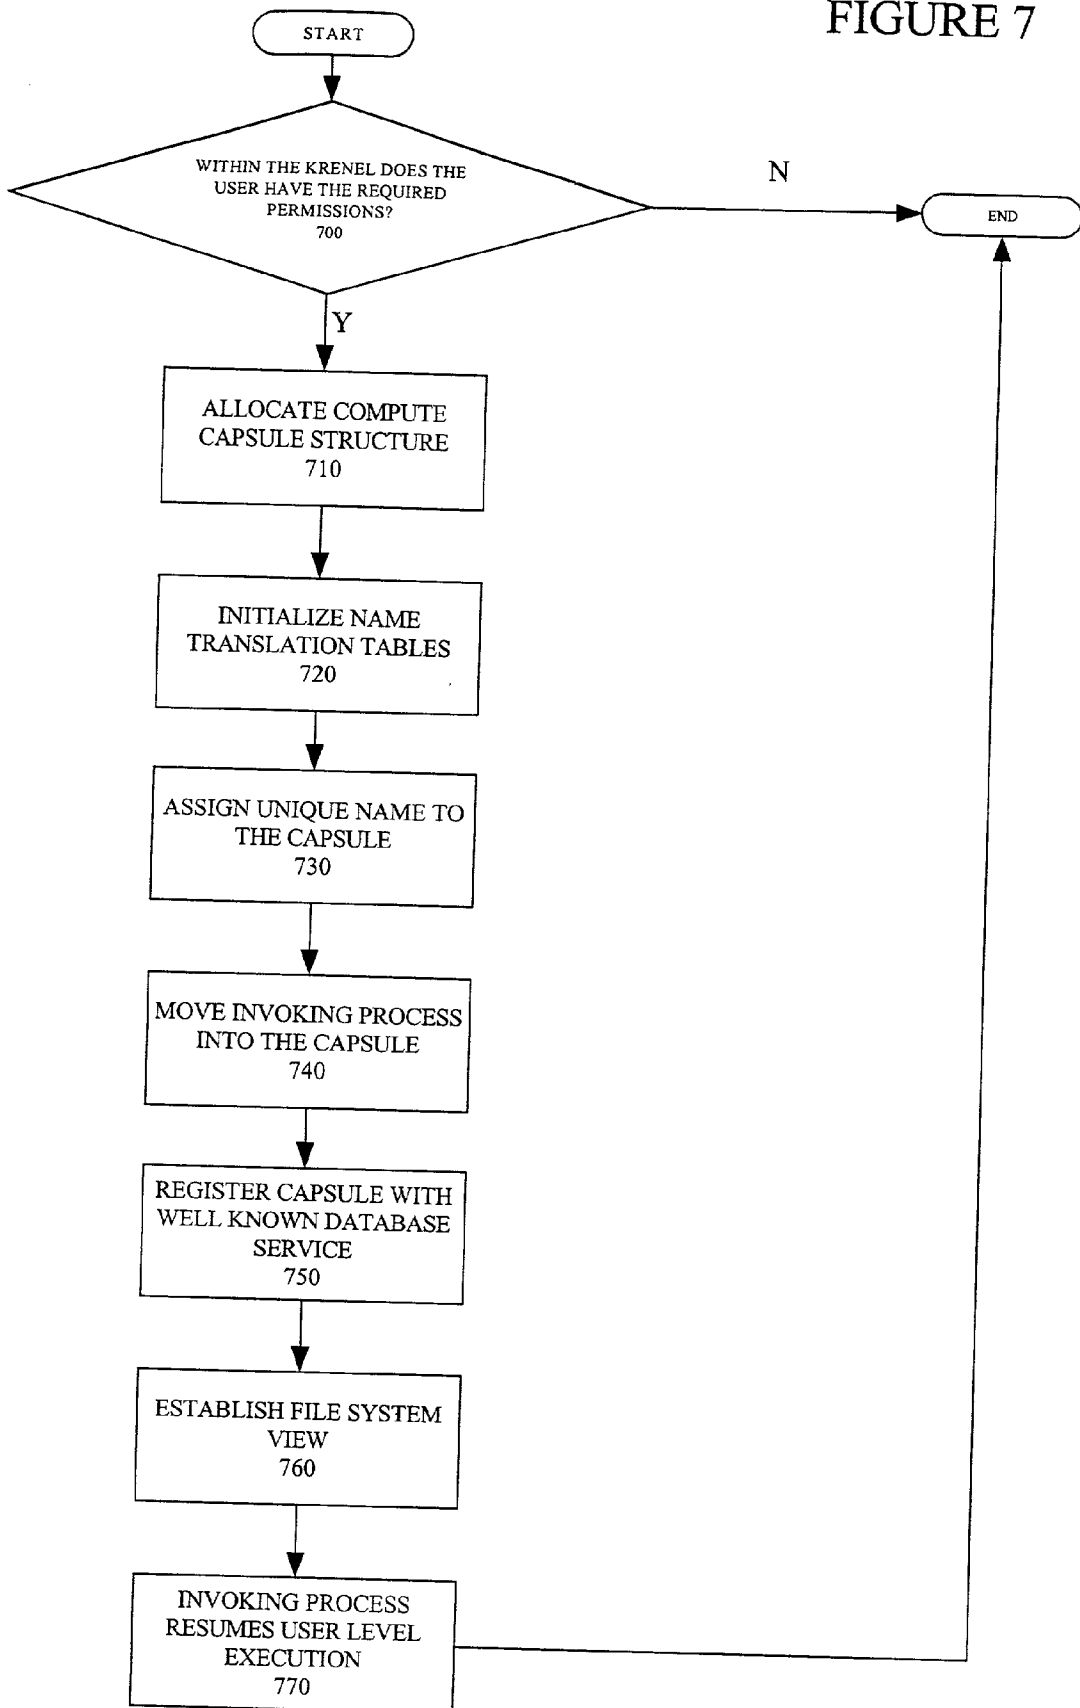 FIGURE 7
START
WITHIN THE KRENEL DOES THE
USER HAVE THE REQUIRED
PERMISSIONS?
700
N
END
Y
ALLOCATE COMPUTE
CAPSULE STRUCTURE
710
INITIALIZE NAME
TRANSLATION TABLES
720
ASSIGN UNIQUE NAME TO
THE CAPSULE
730
MOVE INVOKING PROCESS
INTO THE CAPSULE
740
REGISTER CAPSULE WITH
WELL KNOWN DATABASE
SERVICE
750
ESTABLISH FILE SYSTEM
VIEW
760
INVOKING PROCESS
RESUMES USER LEVEL
EXECUTION
770